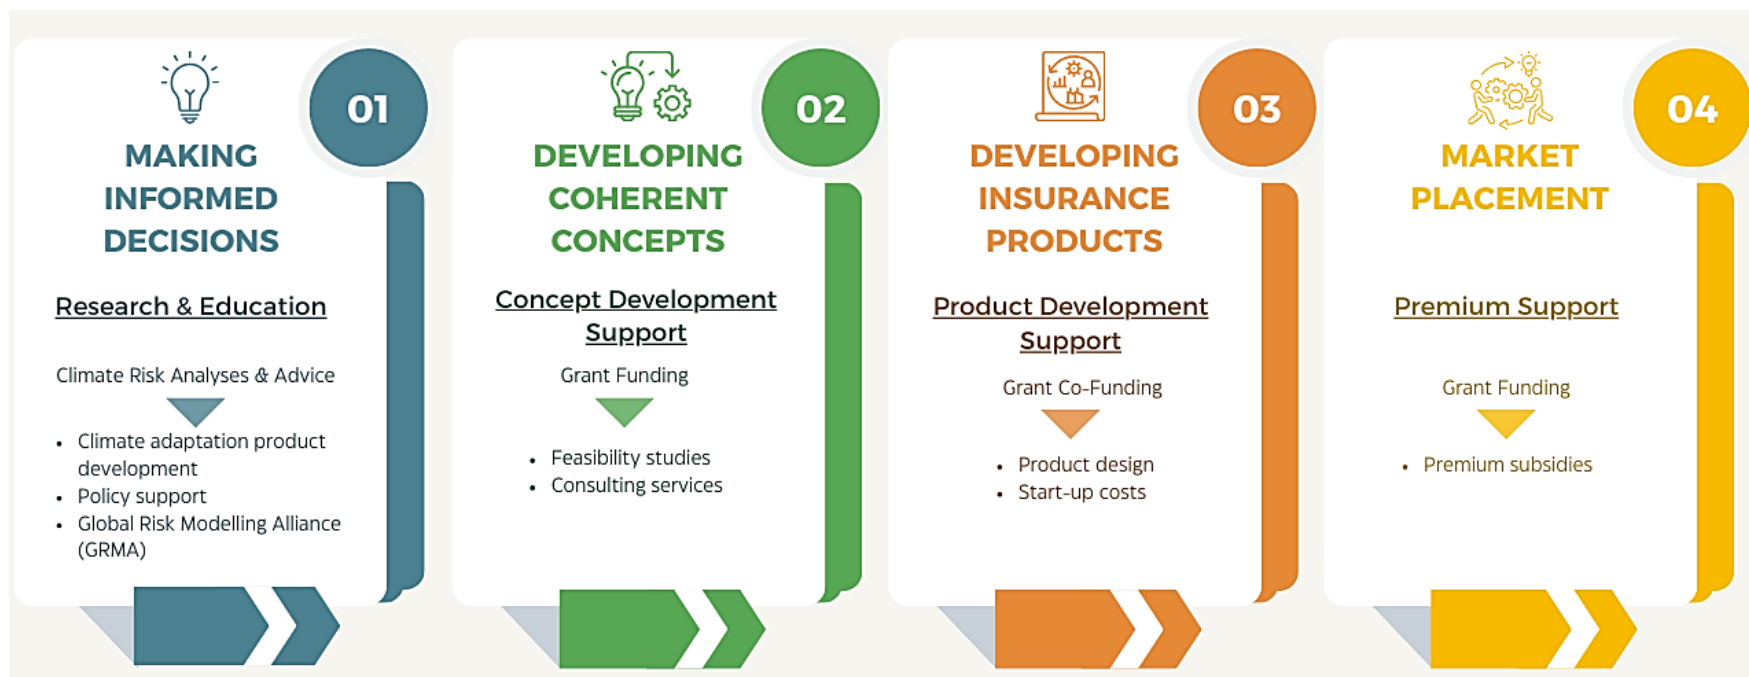 01
MAKING
INFORMED
DECISIONS
Research & Education
Climate Risk Analyses & Advice
• Climate adaptation product
development
• Policy support
• Global Risk Modelling Alliance
(GRMA)
02
DEVELOPING
COHERENT
CONCEPTS
Concept Development
Support
Grant Funding
• Feasibility studies
• Consulting services
03
DEVELOPING
INSURANCE
PRODUCTS
Product Development
Support
Grant Co-Funding
• Product design
• Start-up costs
04
MARKET
PLACEMENT
Premium Support
Grant Funding
• Premium subsidies